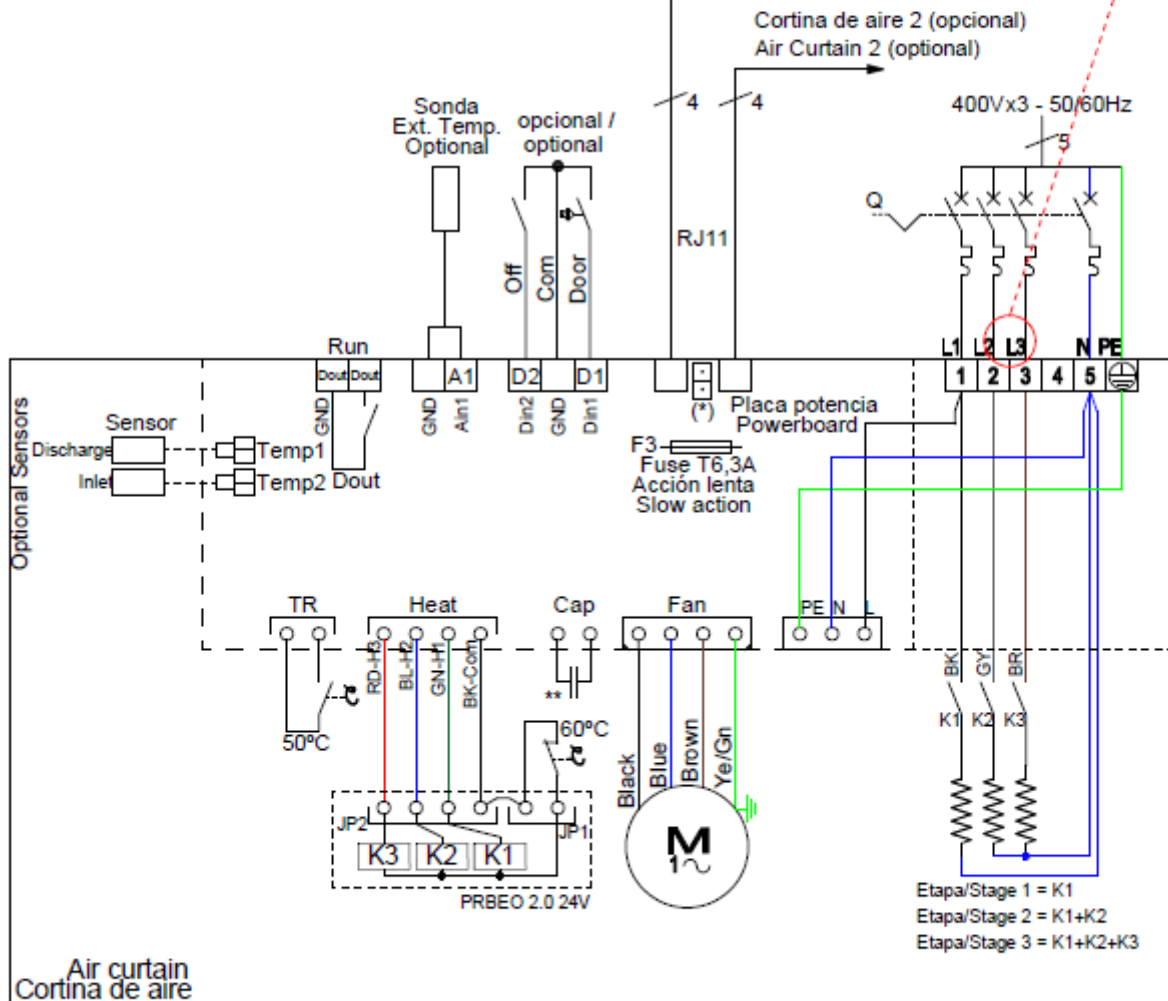 Cortina de aire 2 (opcional)
Air Curtain 2 (optional)
4
4
400Vx3 - 50/60Hz
5
Sonda
Ext. Temp.
Optional
opcional /
optional
Q
RJ11
Off
Com
Door
Run
L1
L2
L3
N
PE
Dout
Dout
A1
D2
D1
1
2
3
4
5
GND
GND
Ain1
Din2
GND
Din1
(*)
Placa potencia
Powerboard
Sensor
Discharge
Temp1
Inlet
Temp2
Dout
F3
Fuse T6,3A
Acción lenta
Slow action
Optional Sensors
TR
Heat
Cap
Fan
PE
N
L
RD-H3
BL-H2
GN-H1
BK-Com
**
BK
GY
BR
K1
K2
K3
50ºC
60ºC
Black
Blue
Brown
Ye/Gn
JP2
JP1
K3
K2
K1
M
1
PRBEO 2.0 24V
Etapa/Stage 1 = K1
Etapa/Stage 2 = K1+K2
Etapa/Stage 3 = K1+K2+K3
Air curtain
Cortina de aire